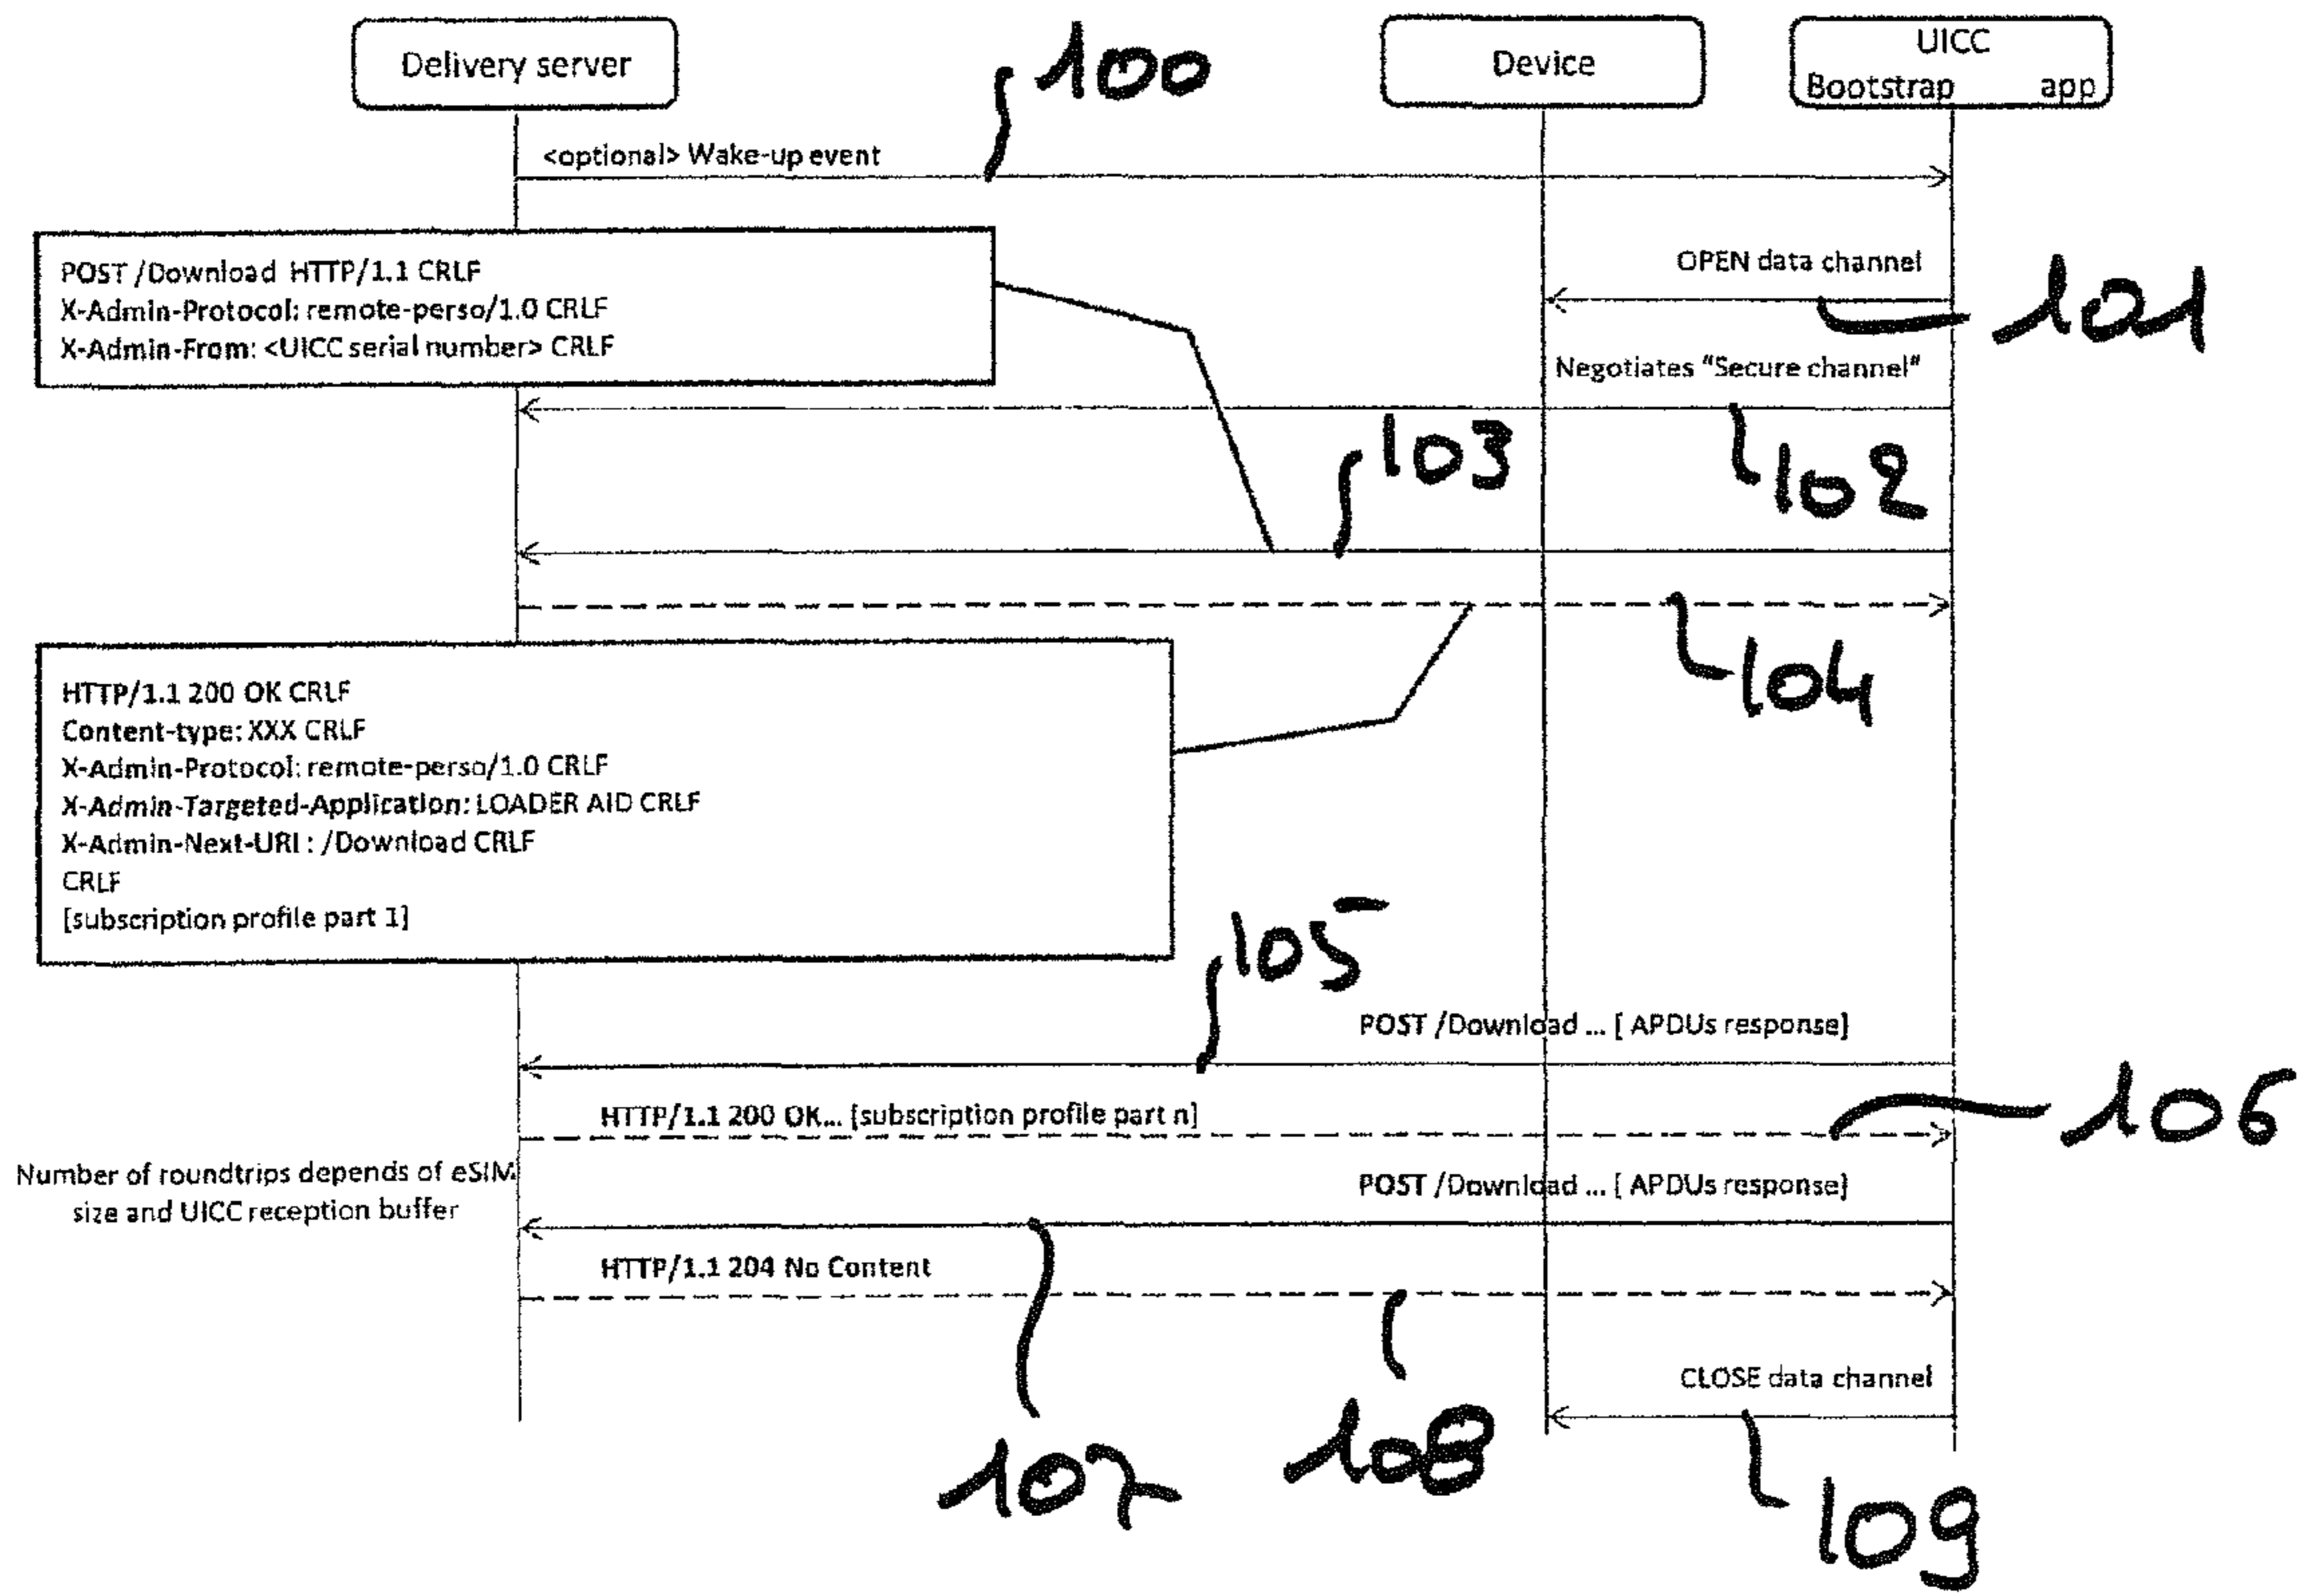 Delivery server
Device
UICC
Bootstrap app
100
<optional> Wake-up event
POST /Download HTTP/1.1 CRLF
X-Admin-Protocol: remote-perso/1.0 CRLF
X-Admin-From: <UICC serial number> CRLF
OPEN data channel
101
Negotiates "Secure channel"
102
103
104
HTTP/1.1 200 OK CRLF
Content-type: XXX CRLF
X-Admin-Protocol: remote-perso/1.0 CRLF
X-Admin-Targeted-Application: LOADER AID CRLF
X-Admin-Next-URI : /Download CRLF
CRLF
[subscription profile part 1]
105
POST /Download ... [ APDUs response]
106
HTTP/1.1 200 OK... [subscription profile part n]
Number of roundtrips depends of eSIM
size and UICC reception buffer
POST /Download ... [ APDUs response]
107
HTTP/1.1 204 No Content
108
CLOSE data channel
109